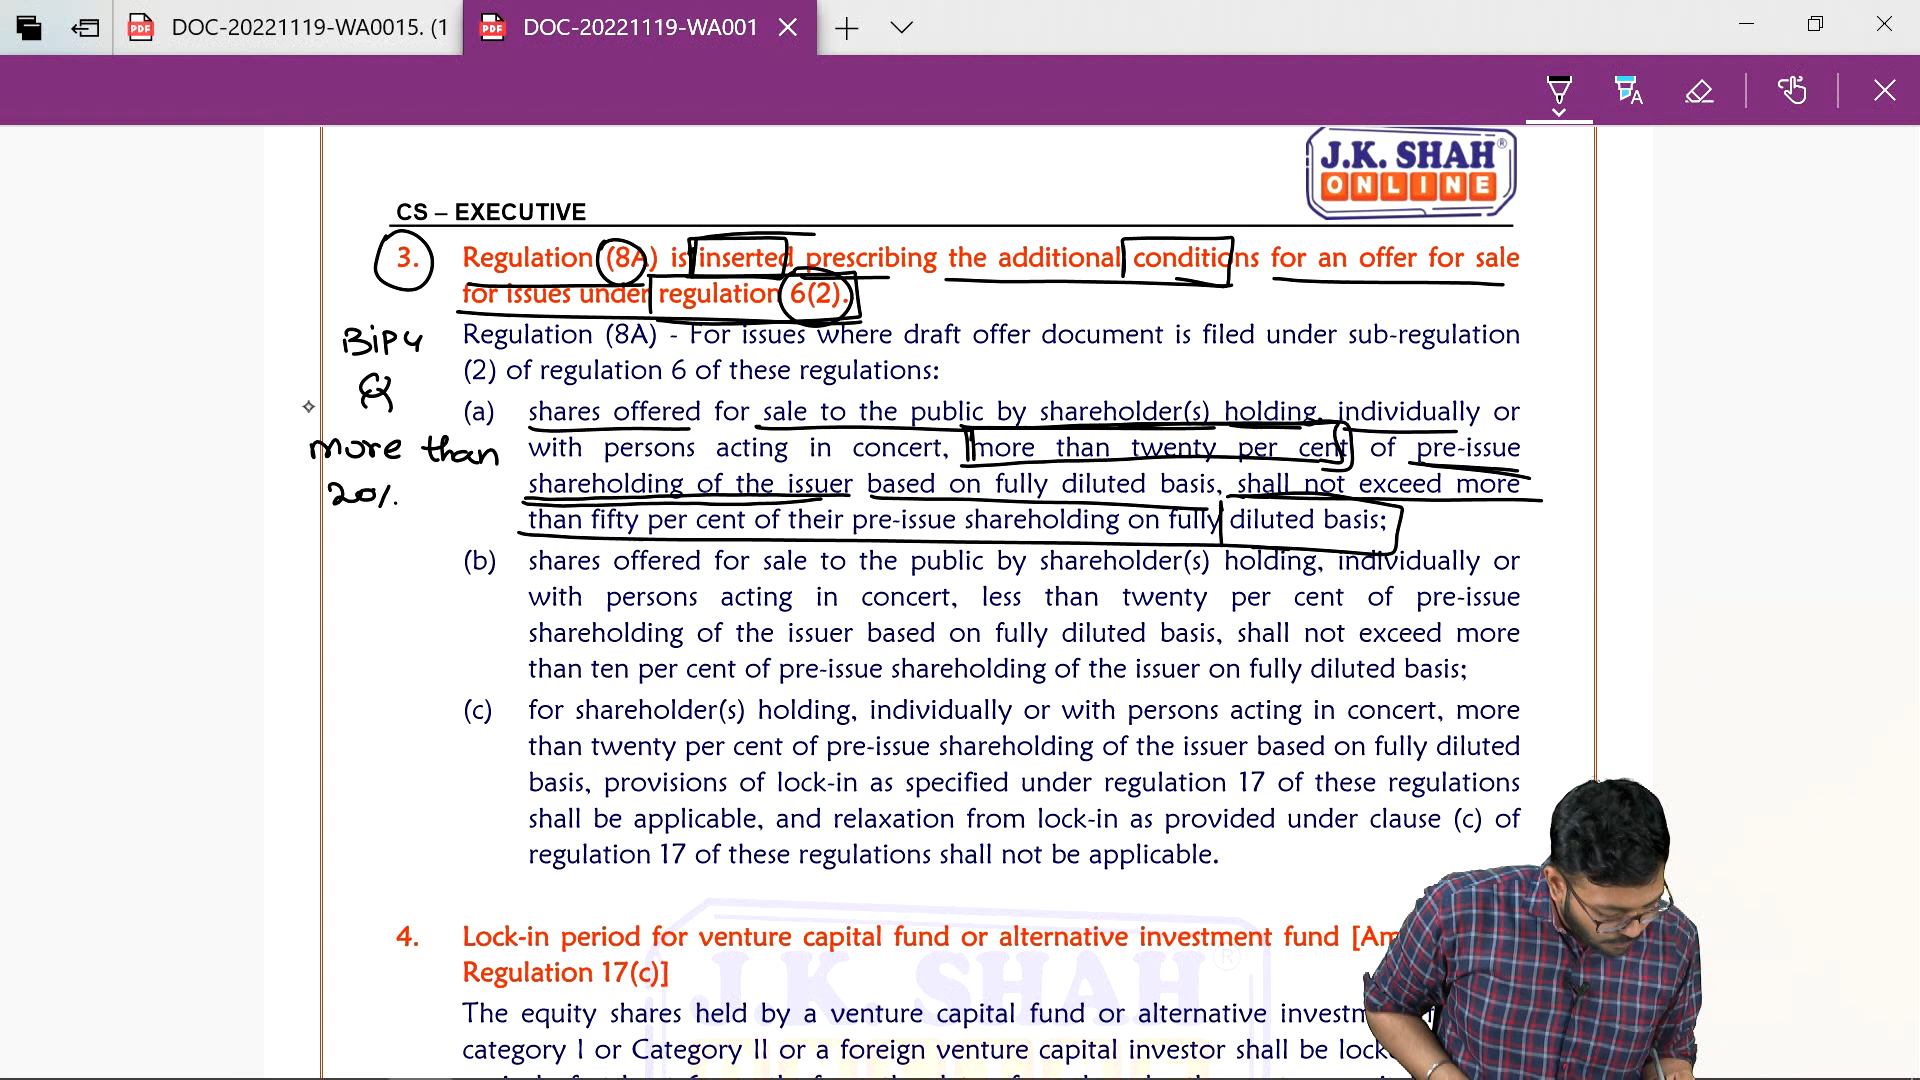 DOC-20221119-WA0015. (1
DOC-20221119-WA001
J.K. SHAH®
ONLINE
CS – EXECUTIVE
3. Regulation (8A) is inserted prescribing the additional conditions for an offer for sale
for issues under regulation 6(2).
Regulation (8A) - For issues where draft offer document is filed under sub-regulation
(2) of regulation 6 of these regulations:
(a) shares offered for sale to the public by shareholder(s) holding, individually or
with persons acting in concert, more than twenty per cent of pre-issue
shareholding of the issuer based on fully diluted basis, shall not exceed more
than fifty per cent of their pre-issue shareholding on fully diluted basis;
more than
20%.
(b) shares offered for sale to the public by shareholder(s) holding, individually or
with persons acting in concert, less than twenty per cent of pre-issue
shareholding of the issuer based on fully diluted basis, shall not exceed more
than ten per cent of pre-issue shareholding of the issuer on fully diluted basis;
(c) for shareholder(s) holding, individually or with persons acting in concert, more
than twenty per cent of pre-issue shareholding of the issuer based on fully diluted
basis, provisions of lock-in as specified under regulation 17 of these regulations
shall be applicable, and relaxation from lock-in as provided under clause (c) of
regulation 17 of these regulations shall not be applicable.
4. Lock-in period for venture capital fund or alternative investment fund
Regulation 17(c)]
The equity shares held by a venture capital fund or alternative
category I or Category II or a foreign venture capital investor shall be
J.K. SHAH ®